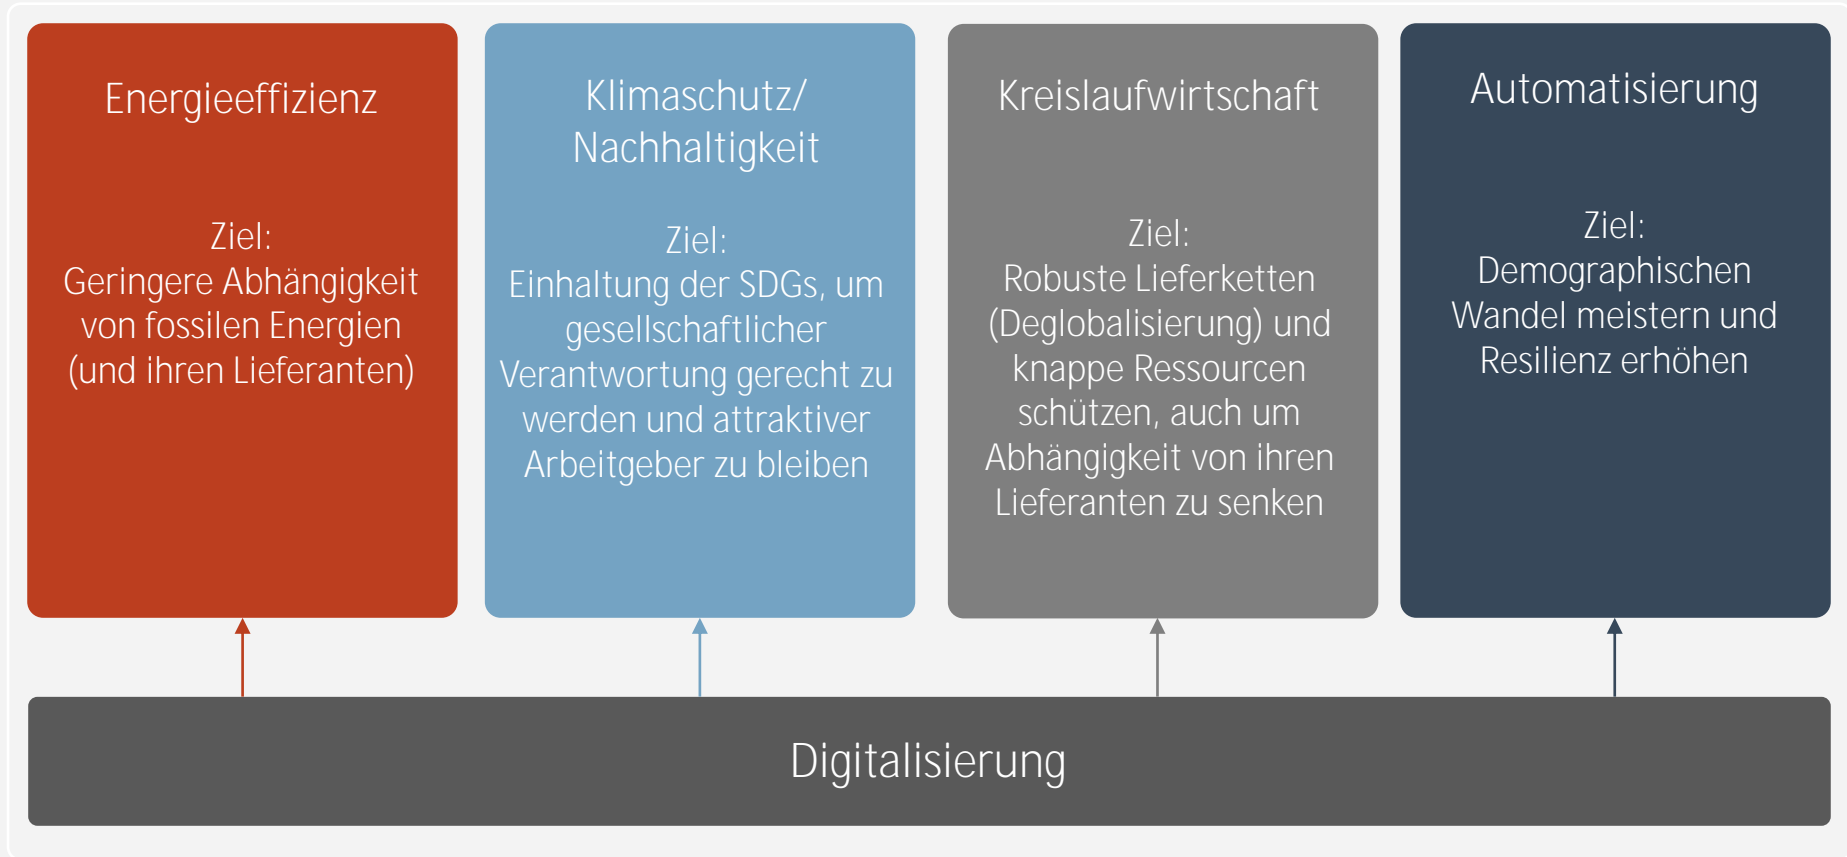 Energieeffizienz
Ziel:
Geringere Abhängigkeit
von fossilen Energien
(und ihren Lieferanten)
Klimaschutz/
Nachhaltigkeit
Ziel:
Einhaltung der SDGs, um
gesellschaftlicher
Verantwortung gerecht zu
werden und attraktiver
Arbeitgeber zu bleiben
Kreislaufwirtschaft
Ziel:
Robuste Lieferketten
(Deglobalisierung) und
knappe Ressourcen
schützen, auch um
Abhängigkeit von ihren
Lieferanten zu senken
Automatisierung
Ziel:
Demographischen
Wandel meistern und
Resilienz erhöhen
Digitalisierung